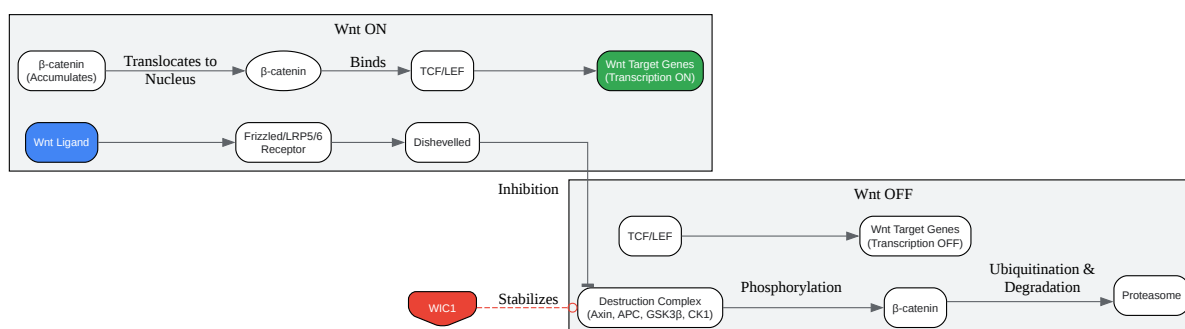 Wnt ON
β-catenin
(Accumulates)
Translocates to
Nucleus
β-catenin
Binds
TCF/LEF
Wnt Target Genes
(Transcription ON)
Wnt Ligand
Frizzled/LRP5/6
Receptor
Dishevelled
Inhibition
Wnt OFF
TCF/LEF
Wnt Target Genes
(Transcription OFF)
WIC1
Stabilizes
Destruction Complex
(Axin, APC, GSK3β, CK1)
Phosphorylation
β-catenin
Ubiquitination &
Degradation
Proteasome